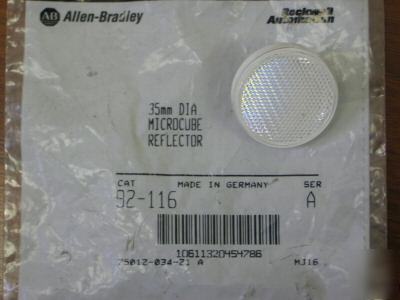 AB Allen-Bradley
Rockwell
Automation
35mm DIA
MICROCUBE
REFLECTOR
CAT MADE IN GERMANY SER
92-116 A
10611320454786
75012-034-21 A MJ16